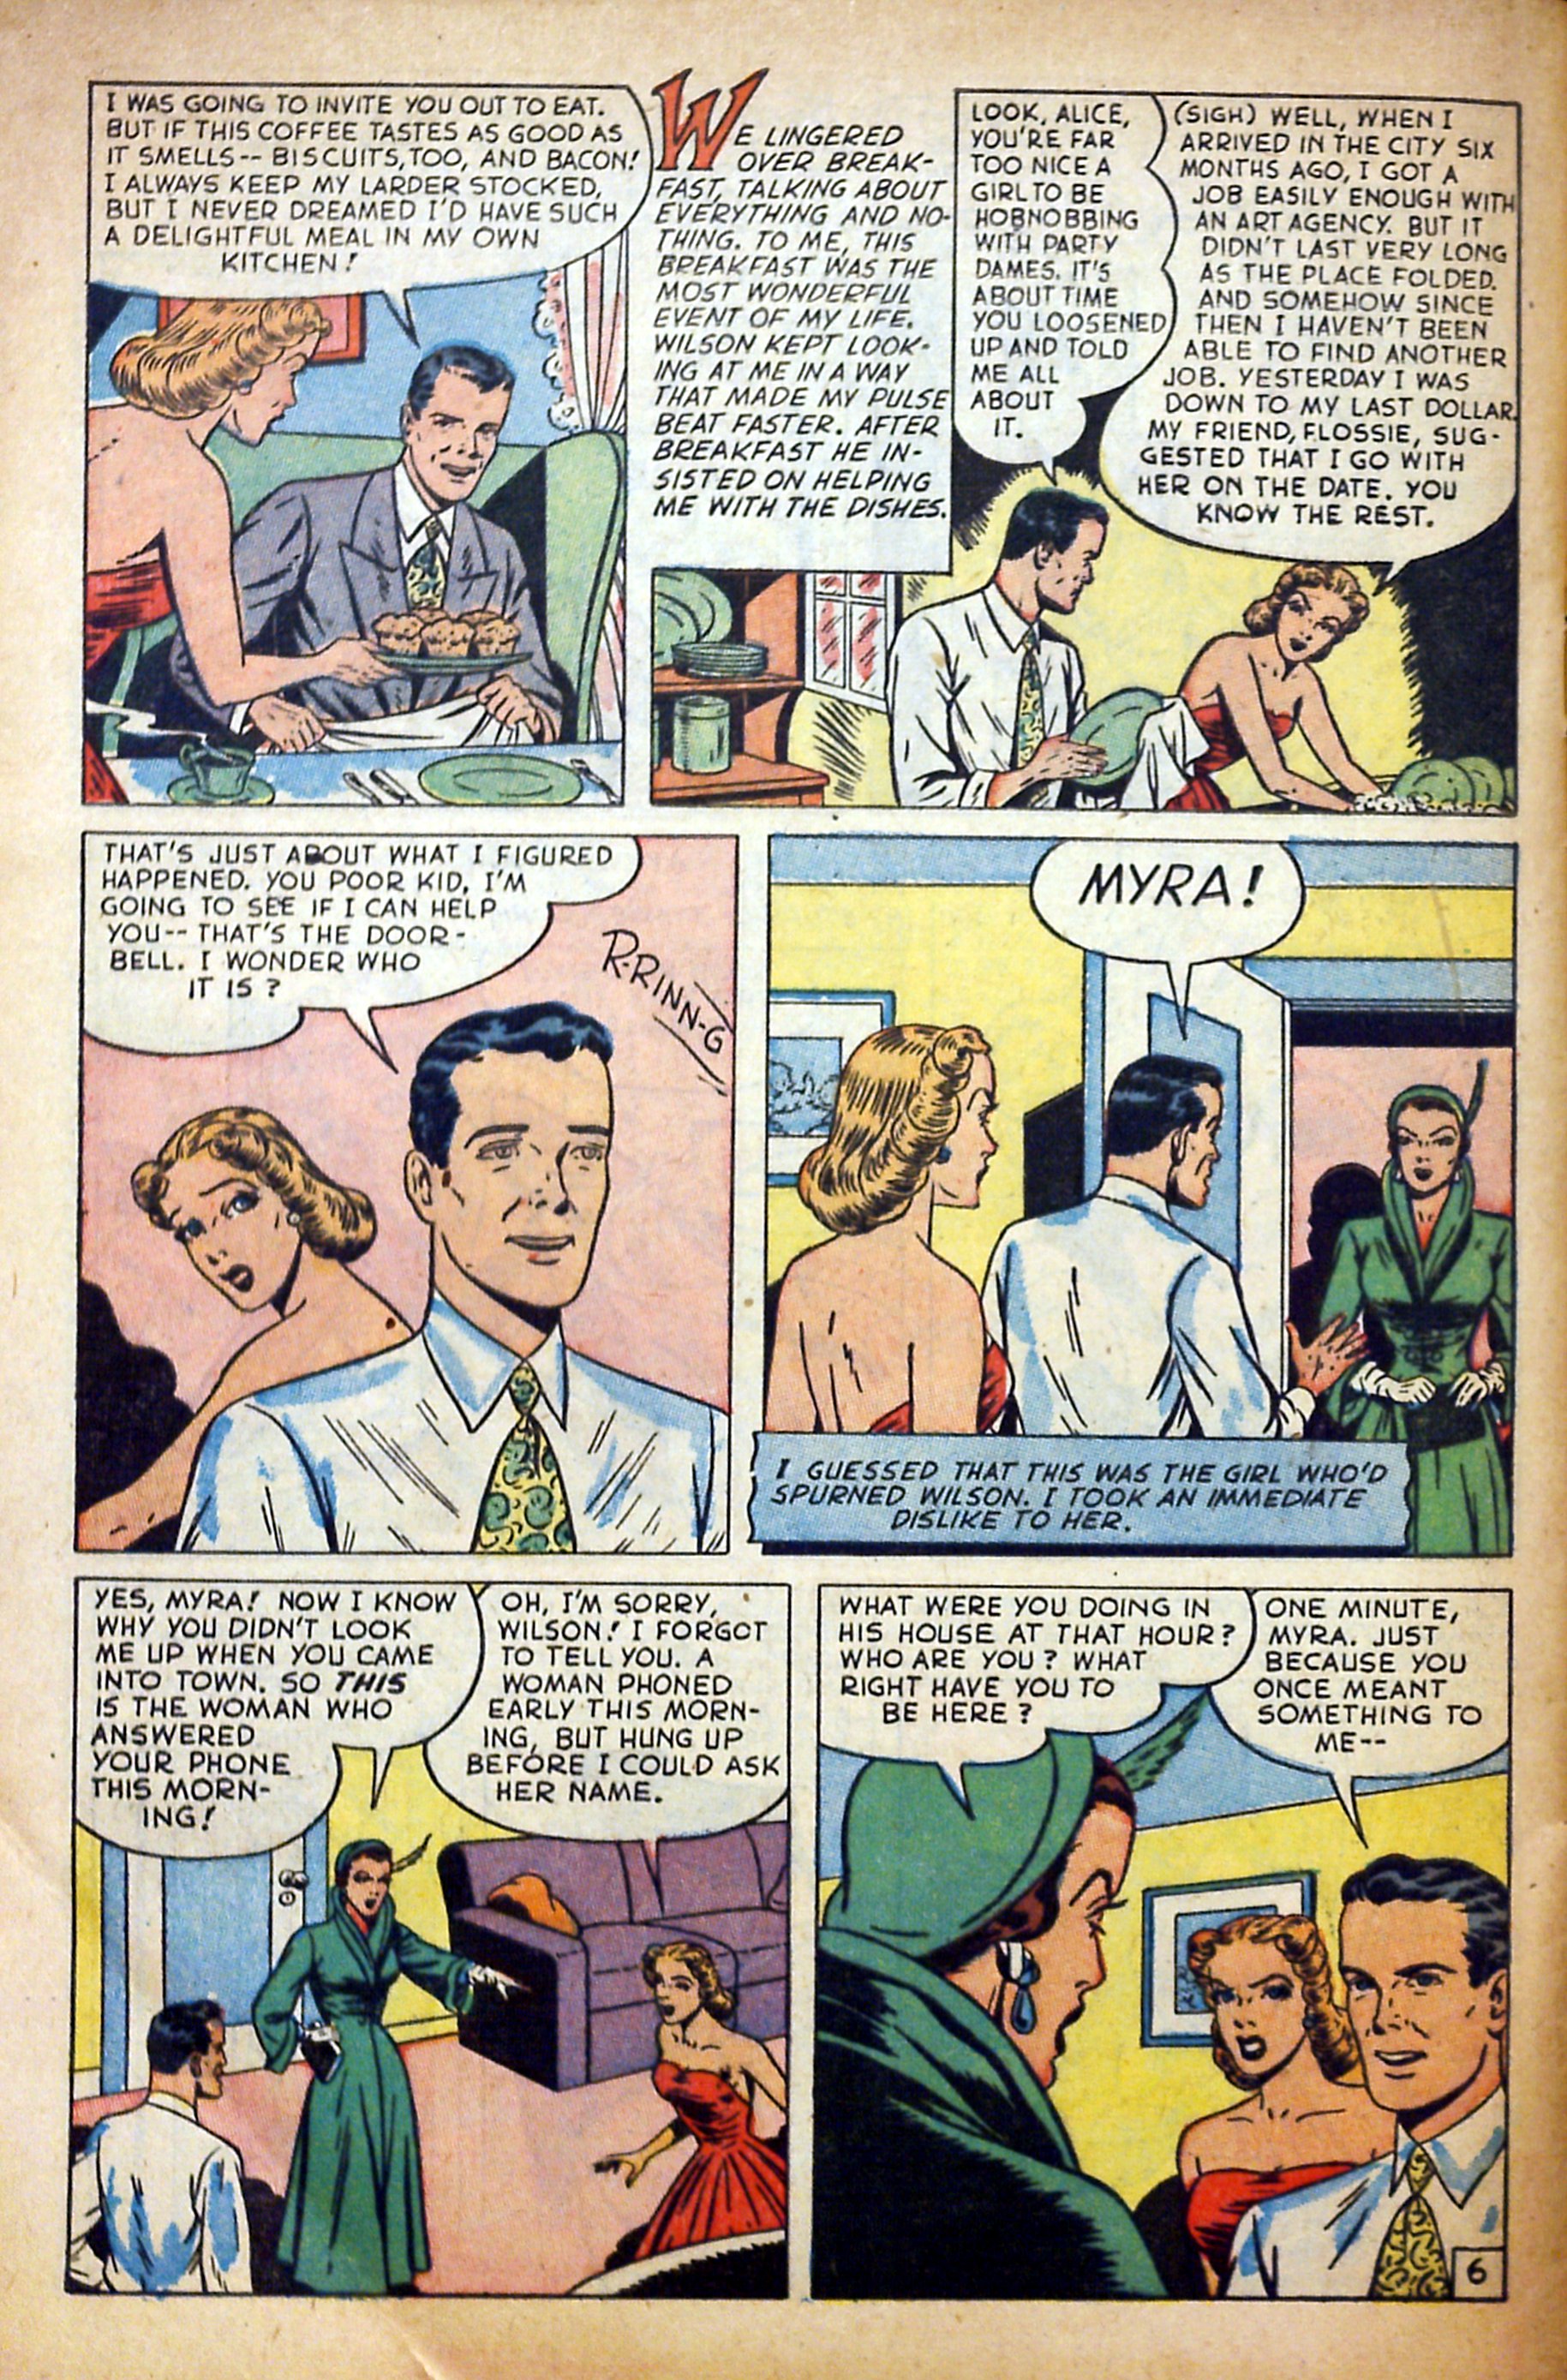 I WAS GOING TO INVITE YOU OUT TO EAT.
BUT IF THIS COFFEE TASTES AS GOOD AS
IT SMELLS-- BISCUITS, TOO, AND BACON!
I ALWAYS KEEP MY LARDER STOCKED,
BUT I NEVER DREAMED I'D HAVE SUCH
A DELIGHTFUL MEAL IN MY OWN
KITCHEN!
WE LINGERED
OVER BREAK-
FAST, TALKING ABOUT
EVERYTHING AND NO-
THING. TO ME, THIS
BREAKFAST WAS THE
MOST WONDERFUL
EVENT OF MY LIFE.
WILSON KEPT LOOK-
ING AT ME IN A WAY
THAT MADE MY PULSE
BEAT FASTER. AFTER
BREAKFAST HE IN-
SISTED ON HELPING
ME WITH THE DISHES.
LOOK, ALICE,
YOU'RE FAR
TOO NICE A
GIRL TO BE
HOBNOBBING
WITH PARTY
DAMES. IT'S
ABOUT TIME
YOU LOOSENED
UP AND TOLD
ME ALL
ABOUT
IT.
(SIGH) WELL, WHEN I
ARRIVED IN THE CITY SIX
MONTHS AGO, I GOT A
JOB EASILY ENOUGH WITH
AN ART AGENCY. BUT IT
DIDN'T LAST VERY LONG
AS THE PLACE FOLDED.
AND SOMEHOW SINCE
THEN I HAVEN'T BEEN
ABLE TO FIND ANOTHER
JOB. YESTERDAY I WAS
DOWN TO MY LAST DOLLAR.
MY FRIEND, FLOSSIE, SUG-
GESTED THAT I GO WITH
HER ON THE DATE. YOU
KNOW THE REST.
THAT'S JUST ABOUT WHAT I FIGURED
HAPPENED. YOU POOR KID, I'M
GOING TO SEE IF I CAN HELP
YOU-- THAT'S THE DOOR-
BELL. I WONDER WHO
IT IS?
R-RINN-G
MYRA!
I GUESSED THAT THIS WAS THE GIRL WHO'D
SPURNED WILSON. I TOOK AN IMMEDIATE
DISLIKE TO HER.
YES, MYRA! NOW I KNOW
WHY YOU DIDN'T LOOK
ME UP WHEN YOU CAME
INTO TOWN. SO THIS
IS THE WOMAN WHO
ANSWERED
YOUR PHONE
THIS MORN-
ING!
OH, I'M SORRY,
WILSON! I FORGOT
TO TELL YOU. A
WOMAN PHONED
EARLY THIS MORN-
ING, BUT HUNG UP
BEFORE I COULD ASK
HER NAME.
WHAT WERE YOU DOING IN
HIS HOUSE AT THAT HOUR?
WHO ARE YOU? WHAT
RIGHT HAVE YOU TO
BE HERE?
ONE MINUTE,
MYRA. JUST
BECAUSE YOU
ONCE MEANT
SOMETHING TO
ME--
6